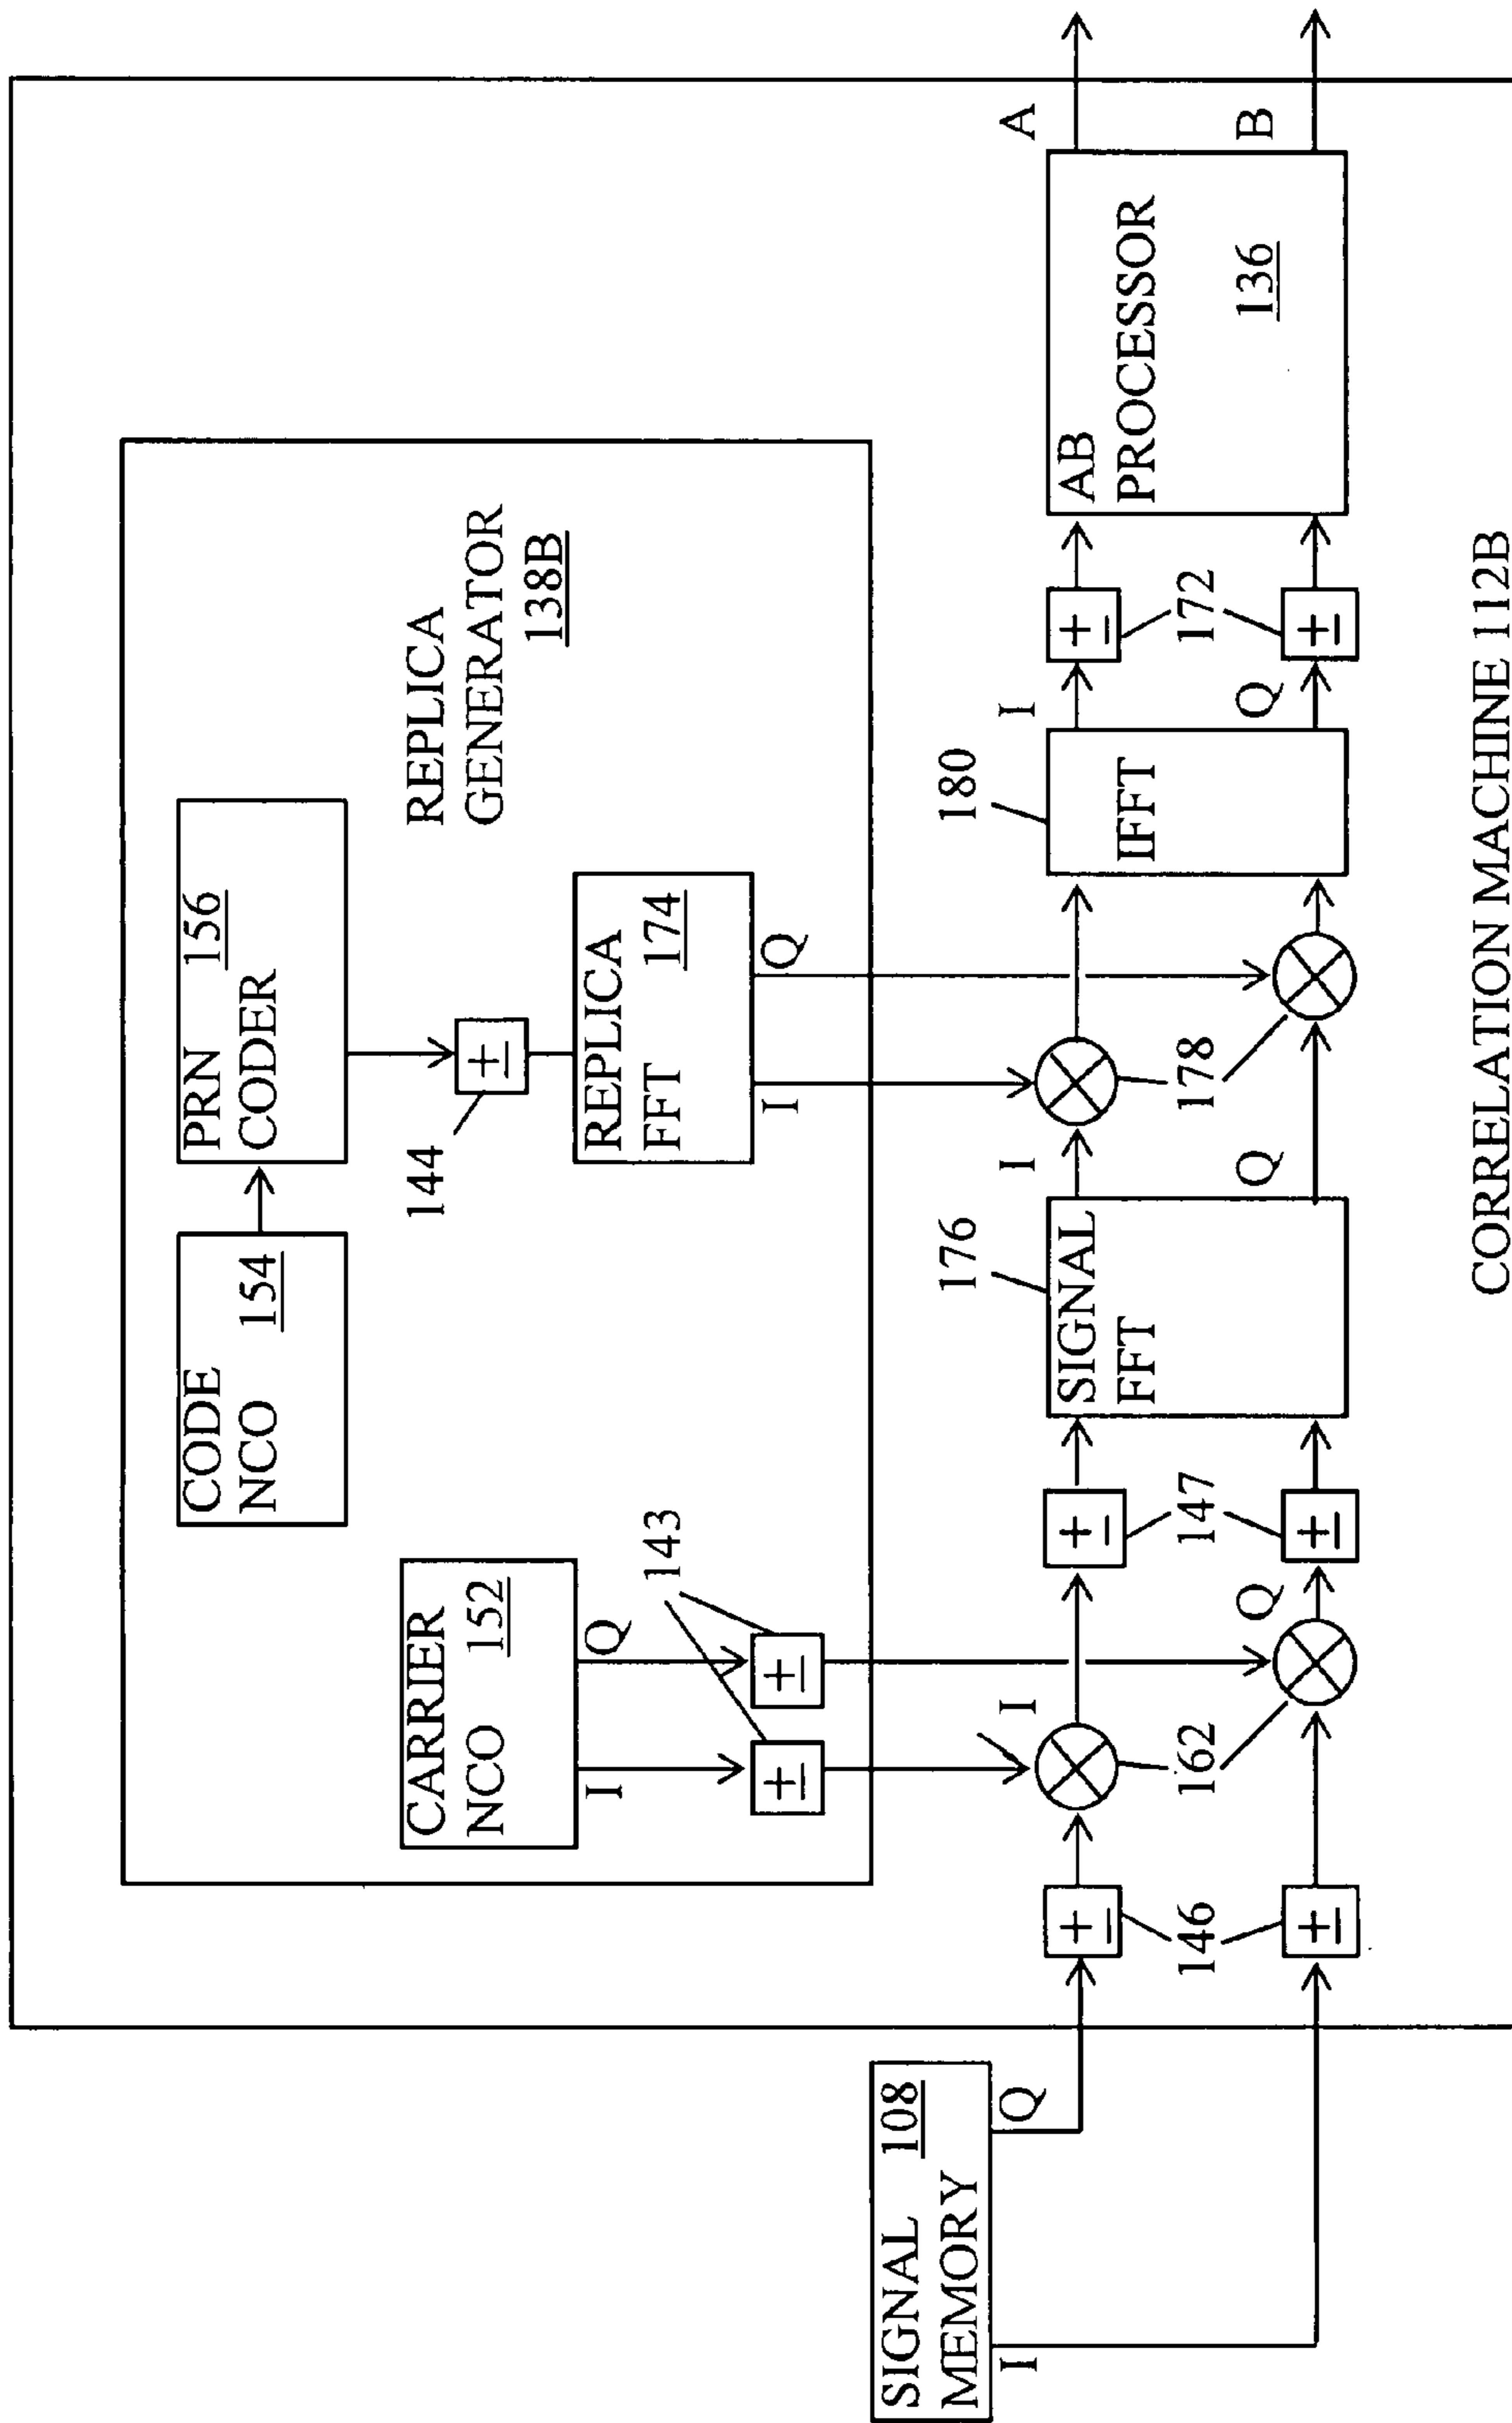 CODE
NCO 154
PRN 156
CODER
144
CARRIER
NCO 152
I
Q
143
REPLICA
FFT 174
I
Q
REPLICA
GENERATOR
138B
SIGNAL 108
MEMORY
I
Q
146
162
I
Q
147
176
SIGNAL
FFT
I
Q
178
180
IFFT
I
Q
172
AB
PROCESSOR
136
A
B
±
±
±
±
±
±
±
±
±
CORRELATION MACHINE 112B